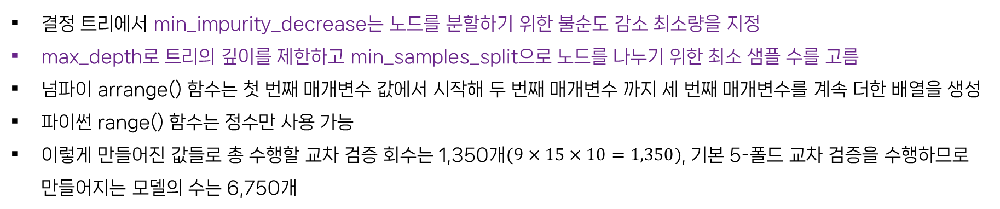 ▪ 결정 트리에서 min_impurity_decrease는 노드를 분할하기 위한 불순도 감소 최소량을 지정
▪ max_depth로 트리의 깊이를 제한하고 min_samples_split으로 노드를 나누기 위한 최소 샘플 수를 고름
▪ 넘파이 arrange() 함수는 첫 번째 매개변수 값에서 시작해 두 번째 매개변수 까지 세 번째 매개변수를 계속 더한 배열을 생성
▪ 파이썬 range() 함수는 정수만 사용 가능
▪ 이렇게 만들어진 값들로 총 수행할 교차 검증 회수는 1,350개(9 × 15 × 10 = 1,350), 기본 5-폴드 교차 검증을 수행하므로
만들어지는 모델의 수는 6,750개